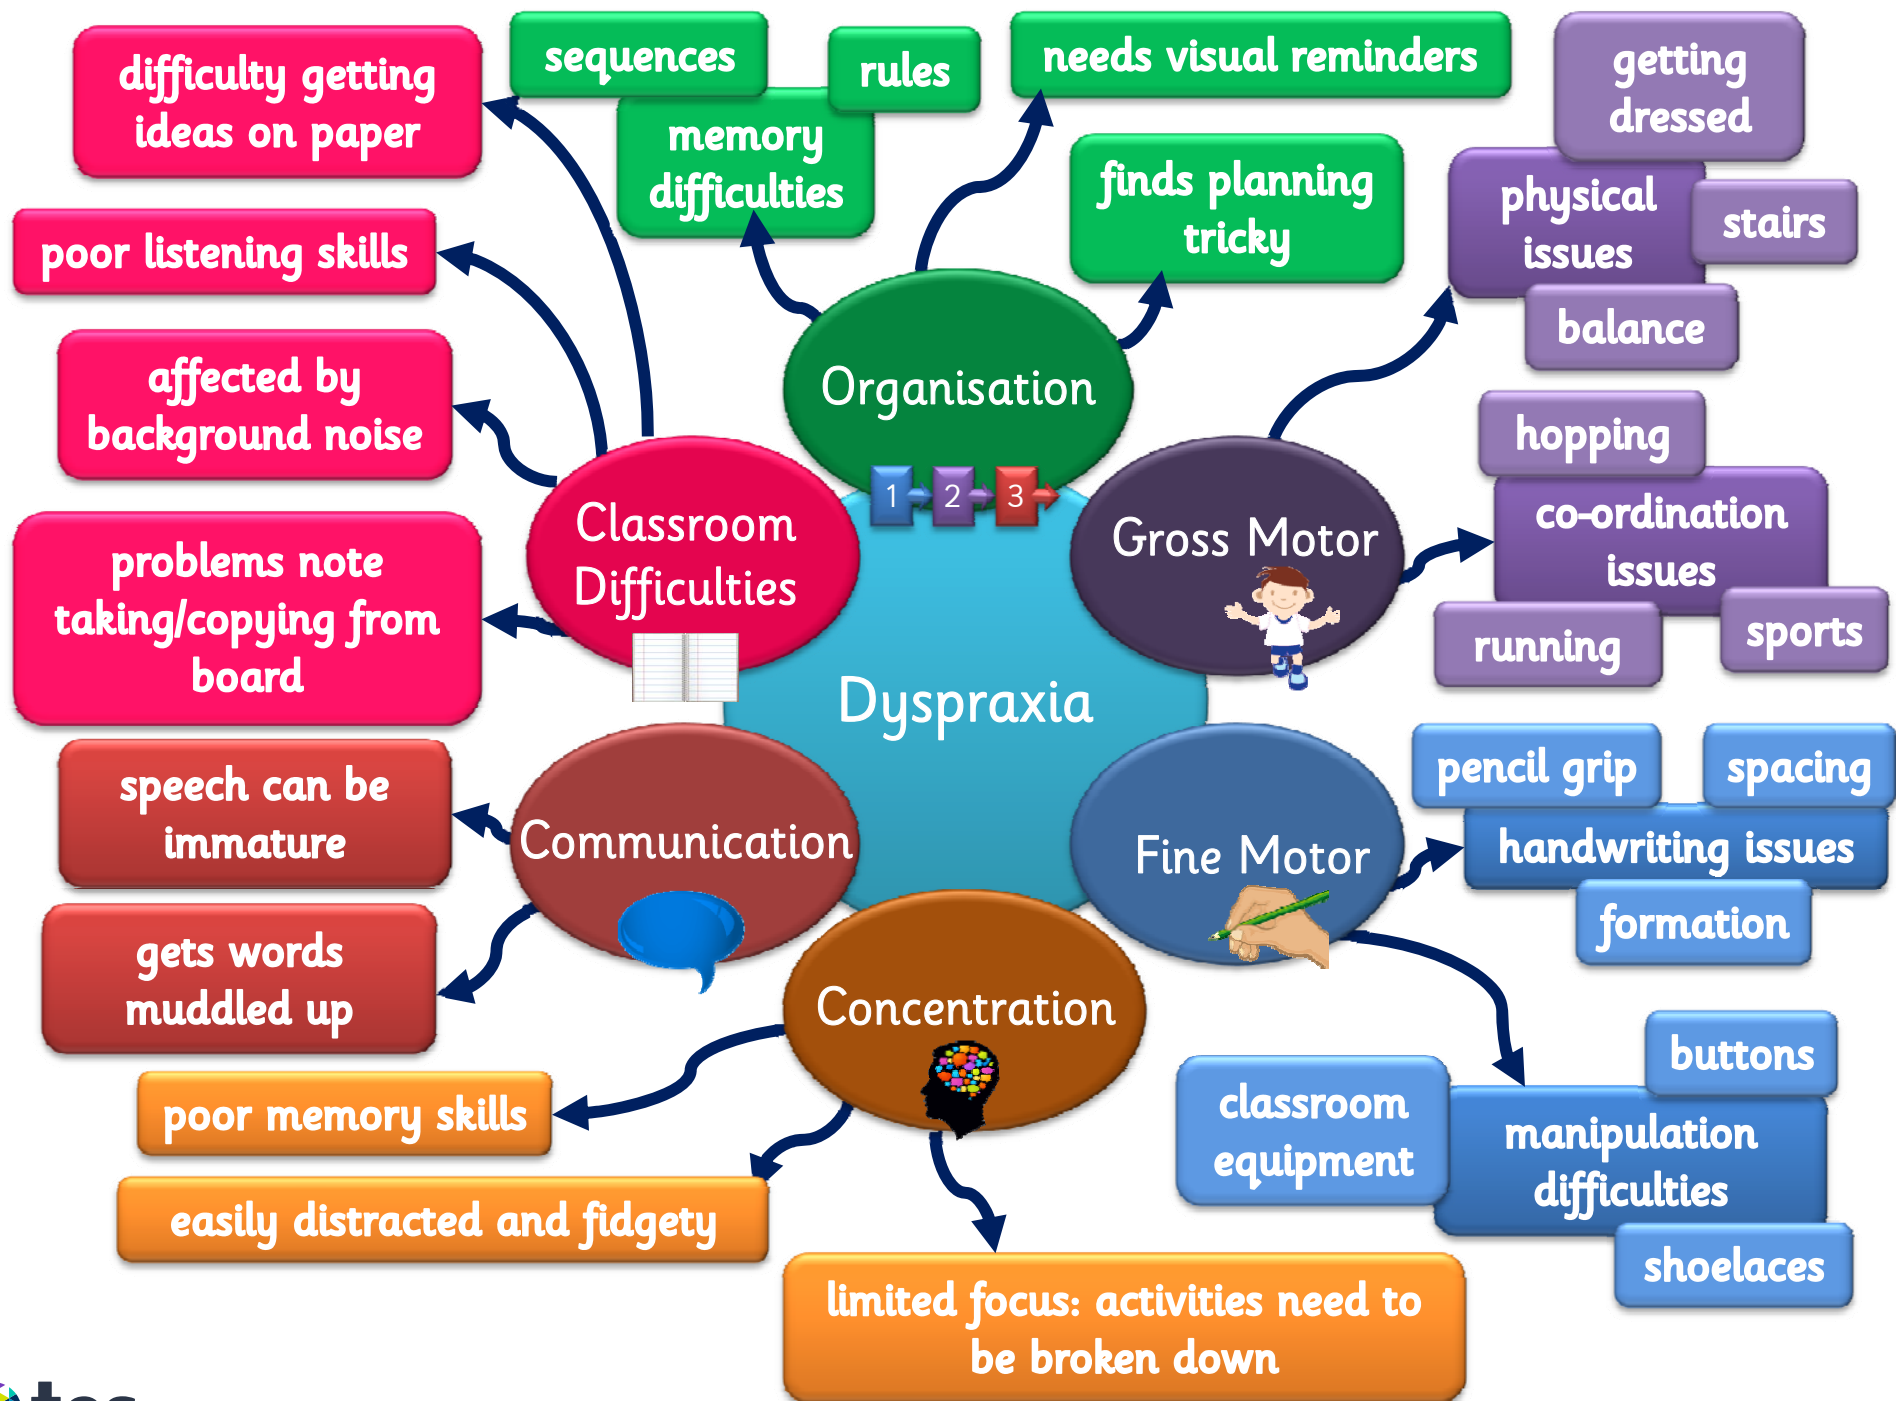 Dyspraxia
Organisation
1
2
3
memory
difficulties
sequences
rules
needs visual reminders
finds planning
tricky
Gross Motor
physical
issues
getting
dressed
stairs
balance
co-ordination
issues
hopping
running
sports
Fine Motor
handwriting issues
pencil grip
spacing
formation
manipulation
difficulties
buttons
classroom
equipment
shoelaces
Concentration
limited focus: activities need to
be broken down
easily distracted and fidgety
poor memory skills
Communication
gets words
muddled up
speech can be
immature
Classroom
Difficulties
problems note
taking/copying from
board
affected by
background noise
poor listening skills
difficulty getting
ideas on paper